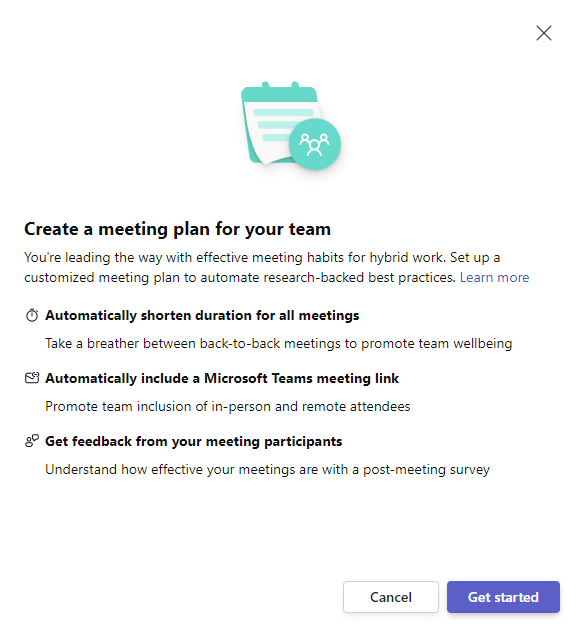 Create a meeting plan for your team
You're leading the way with effective meeting habits for hybrid work. Set up a
customized meeting plan to automate research-backed best practices. Learn more
Automatically shorten duration for all meetings
Take a breather between back-to-back meetings to promote team wellbeing
Automatically include a Microsoft Teams meeting link
Promote team inclusion of in-person and remote attendees
Get feedback from your meeting participants
Understand how effective your meetings are with a post-meeting survey
Cancel
Get started